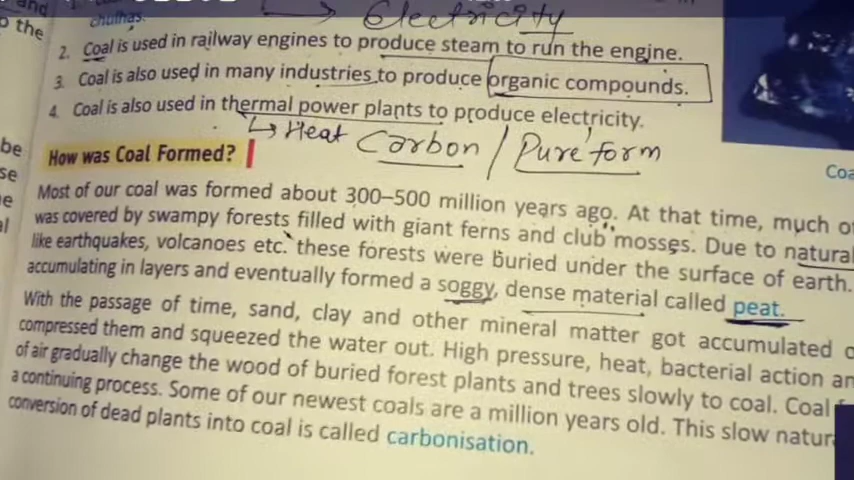 and
o the
chulhas.
Electricity
2. Coal is used in railway engines to produce steam to run the engine.
3. Coal is also used in many industries to produce organic compounds.
4. Coal is also used in thermal power plants to produce electricity.
Heat Carbon / Pure form
be
How was Coal Formed?
Coa
Most of our coal was formed about 300–500 million years ago. At that time, much o
was covered by swampy forests filled with giant ferns and club mosses. Due to natural
like earthquakes, volcanoes etc. these forests were buried under the surface of earth.
accumulating in layers and eventually formed a soggy, dense material called peat.
With the passage of time, sand, clay and other mineral matter got accumulated o
compressed them and squeezed the water out. High pressure, heat, bacterial action an
of air gradually change the wood of buried forest plants and trees slowly to coal. Coal
a continuing process. Some of our newest coals are a million years old. This slow natur
conversion of dead plants into coal is called carbonisation.